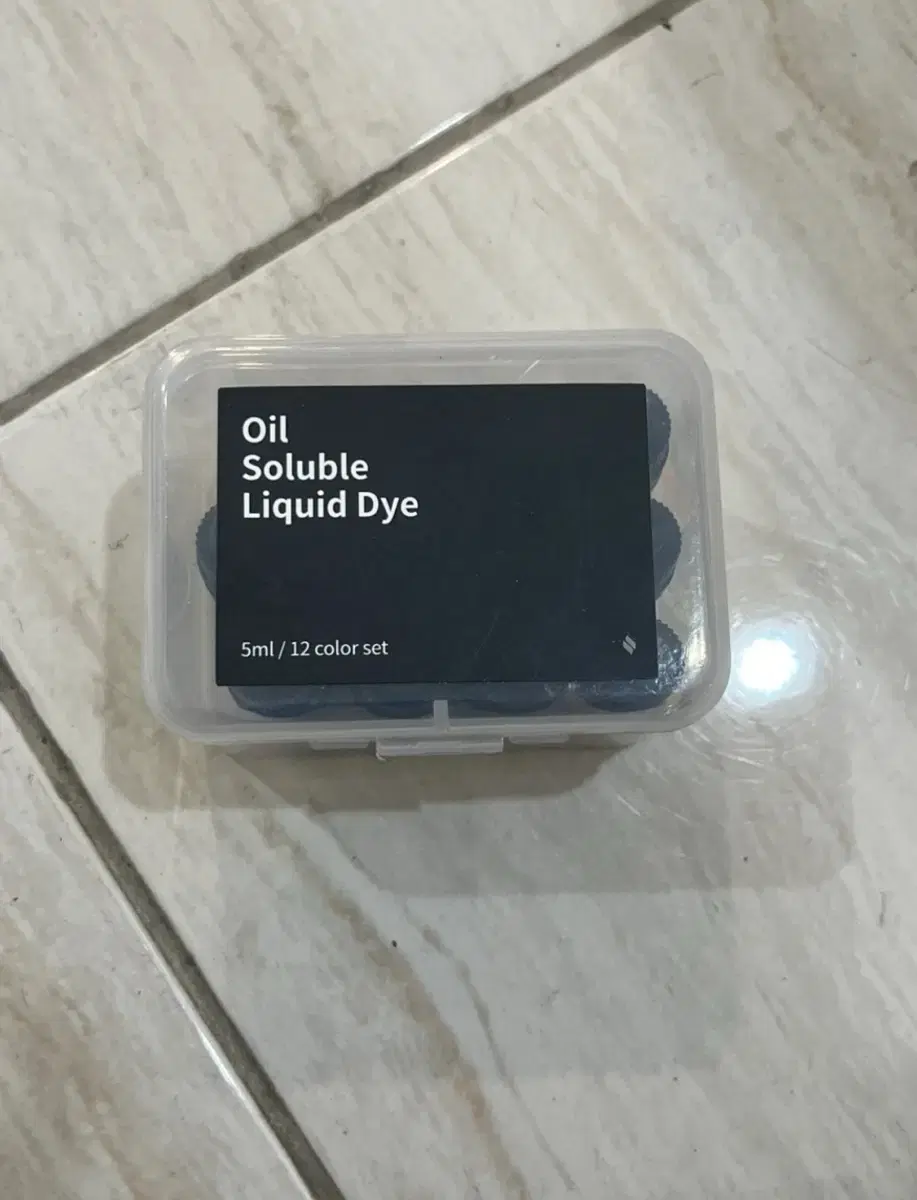 Oil
Soluble
Liquid Dye
5ml / 12 color set